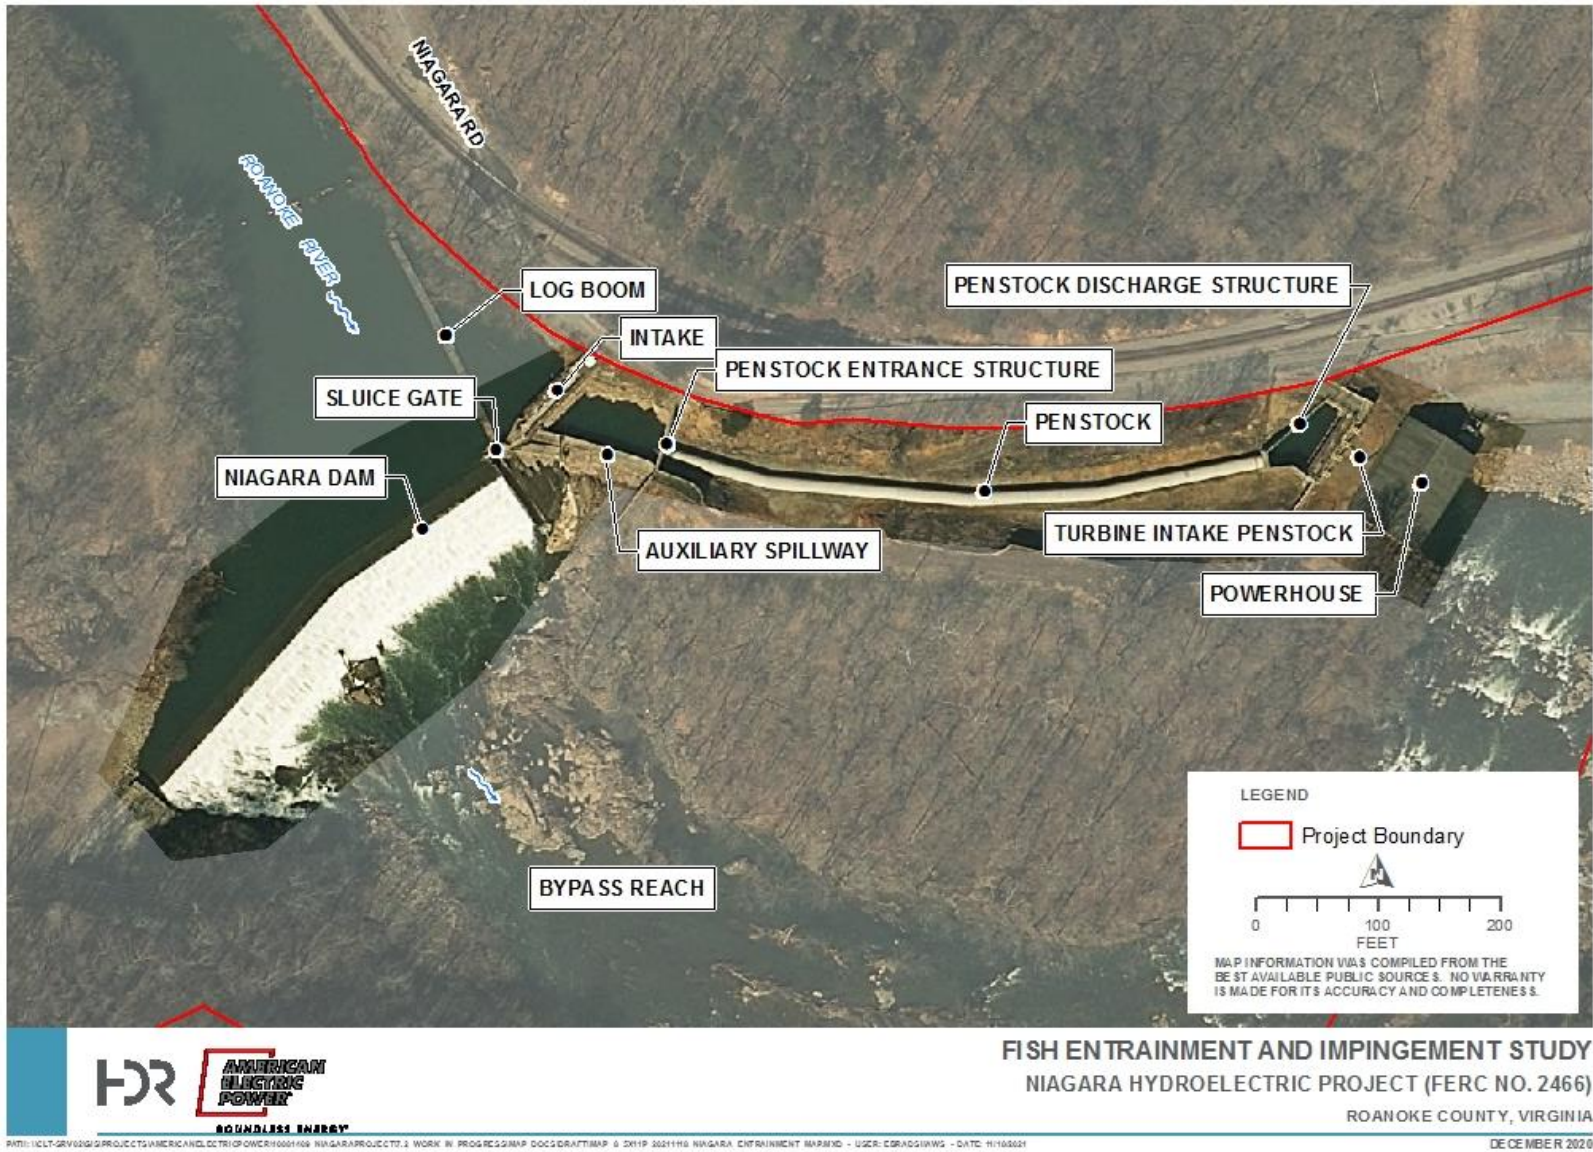 NIAGARA RD
ROANOKE RIVER
LOG BOOM
PENSTOCK DISCHARGE STRUCTURE
INTAKE
PENSTOCK ENTRANCE STRUCTURE
SLUICE GATE
PENSTOCK
NIAGARA DAM
TURBINE INTAKE PENSTOCK
AUXILIARY SPILLWAY
POWERHOUSE
BYPASS REACH
LEGEND
Project Boundary
N
0 100 200
FEET
MAP INFORMATION WAS COMPILED FROM THE
BEST AVAILABLE PUBLIC SOURCES. NO WARRANTY
IS MADE FOR ITS ACCURACY AND COMPLETENESS.
HDR
AMERICAN
ELECTRIC
POWER
BOUNDLESS ENERGY
FISH ENTRAINMENT AND IMPINGEMENT STUDY
NIAGARA HYDROELECTRIC PROJECT (FERC NO. 2466)
ROANOKE COUNTY, VIRGINIA
DECEMBER 2020